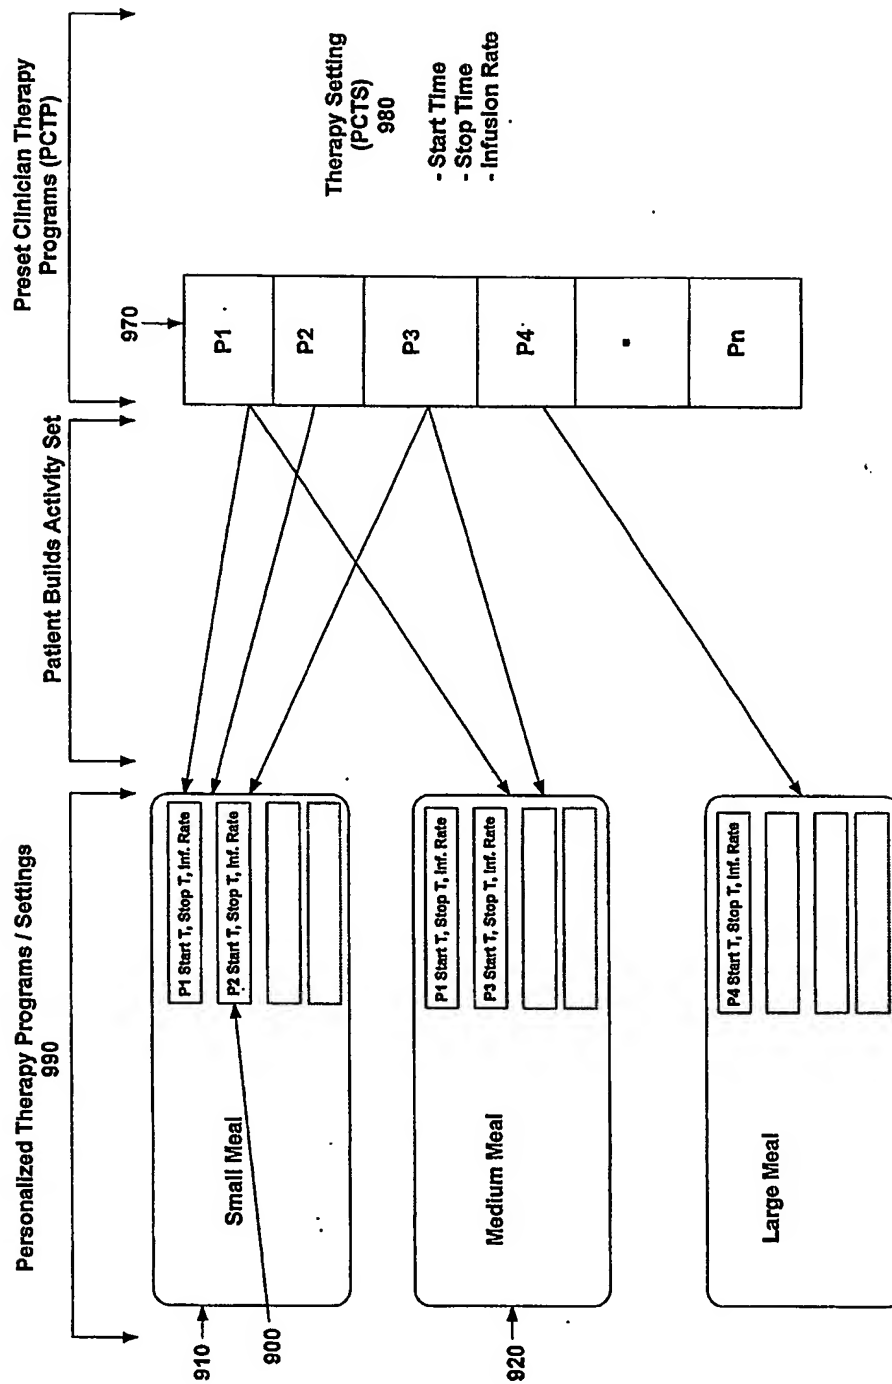 Personalized Therapy Programs / Settings
990
Patient Builds Activity Set
Preset Clinician Therapy
Programs (PCTP)
910
900
Small Meal
P1 Start T, Stop T, Inf. Rate
P2 Start T, Stop T, Inf. Rate
920
Medium Meal
P1 Start T, Stop T, Inf. Rate
P3 Start T, Stop T, Inf. Rate
Large Meal
P4 Start T, Stop T, Inf. Rate
970
P1
P2
P3
P4
Pn
Therapy Setting
(PCTS)
980
- Start Time
- Stop Time
- Infusion Rate